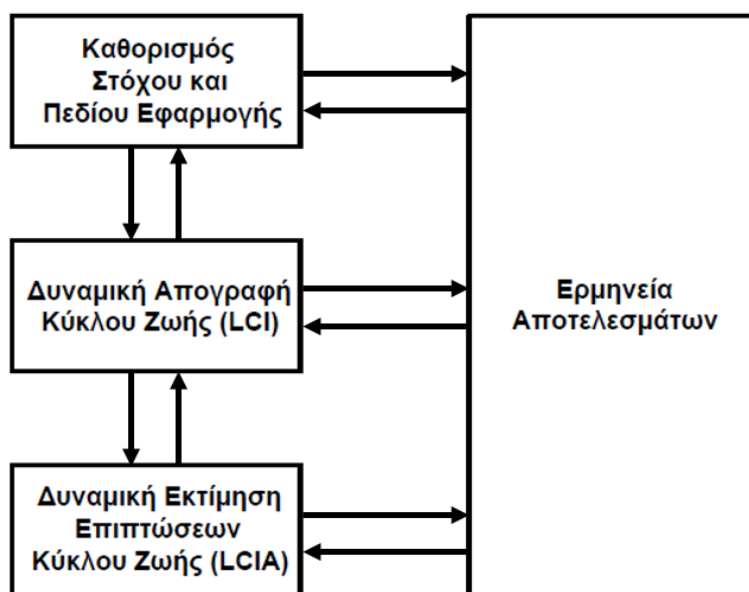 Καθορισμός
Στόχου και
Πεδίου Εφαρμογής
Δυναμική Απογραφή
Κύκλου Ζωής (LCI)
Δυναμική Εκτίμηση
Επιπτώσεων
Κύκλου Ζωής (LCIA)
Ερμηνεία
Αποτελεσμάτων